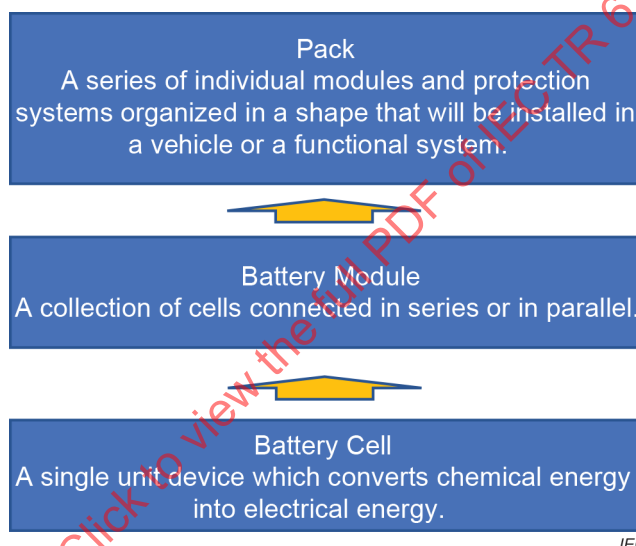 Pack
A series of individual modules and protection
systems organized in a shape that will be installed in
a vehicle or a functional system.
Battery Module
A collection of cells connected in series or in parallel.
Battery Cell
A single unit device which converts chemical energy
into electrical energy.
Click to view the full PDF of IEC TR 6